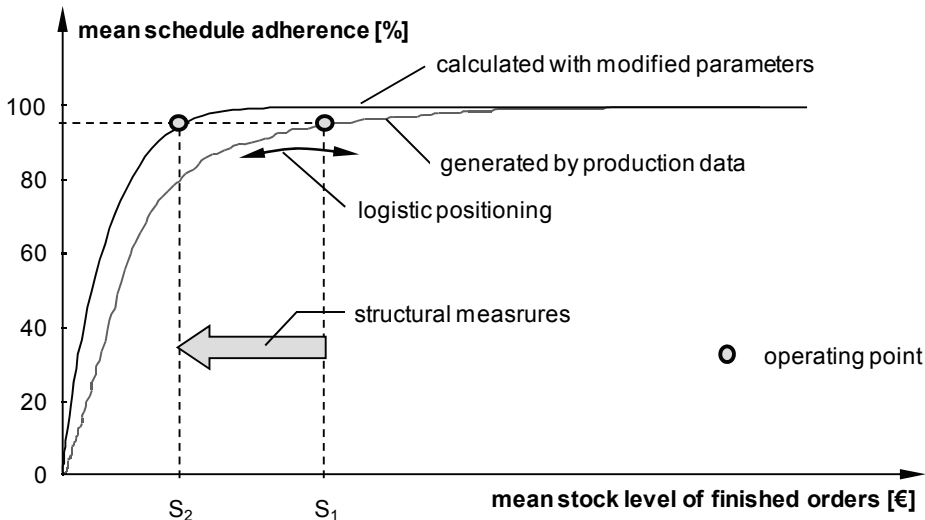 mean schedule adherence [%]
calculated with modified parameters
100
generated by production data
80
logistic positioning
60
structural measrures
40
operating point
20
0
S2
S1
mean stock level of finished orders [€]